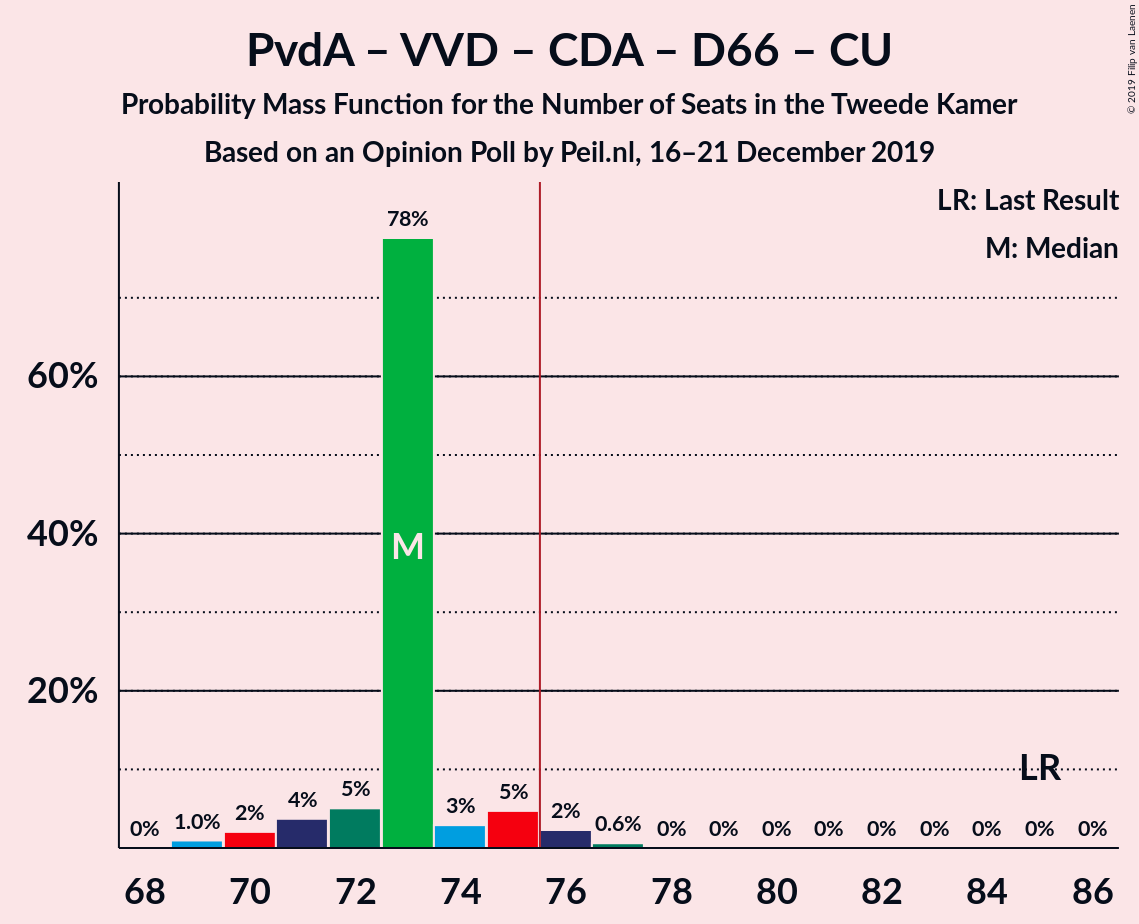 PvdA – VVD – CDA – D66 – CU
Probability Mass Function for the Number of Seats in the Tweede Kamer
Based on an Opinion Poll by Peil.nl, 16–21 December 2019
© 2019 Filip van Laenen
LR: Last Result
M: Median
78%
60%
40%
M
20%
LR
0% 1.0% 2% 4% 5% 3% 5% 2% 0.6% 0% 0% 0% 0% 0% 0% 0% 0% 0%
68 70 72 74 76 78 80 82 84 86